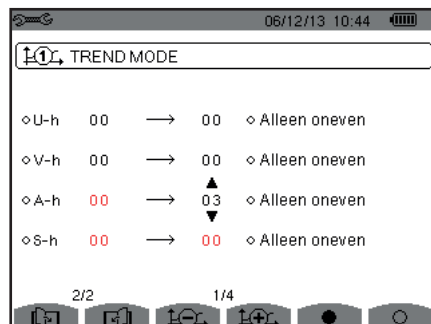 06/12/13 10:44
1 TREND MODE
U-h 00 → 00 Alleen oneven
V-h 00 → 00 Alleen oneven
A-h 00 → 03 Alleen oneven
S-h 00 → 00 Alleen oneven
2/2 1/4